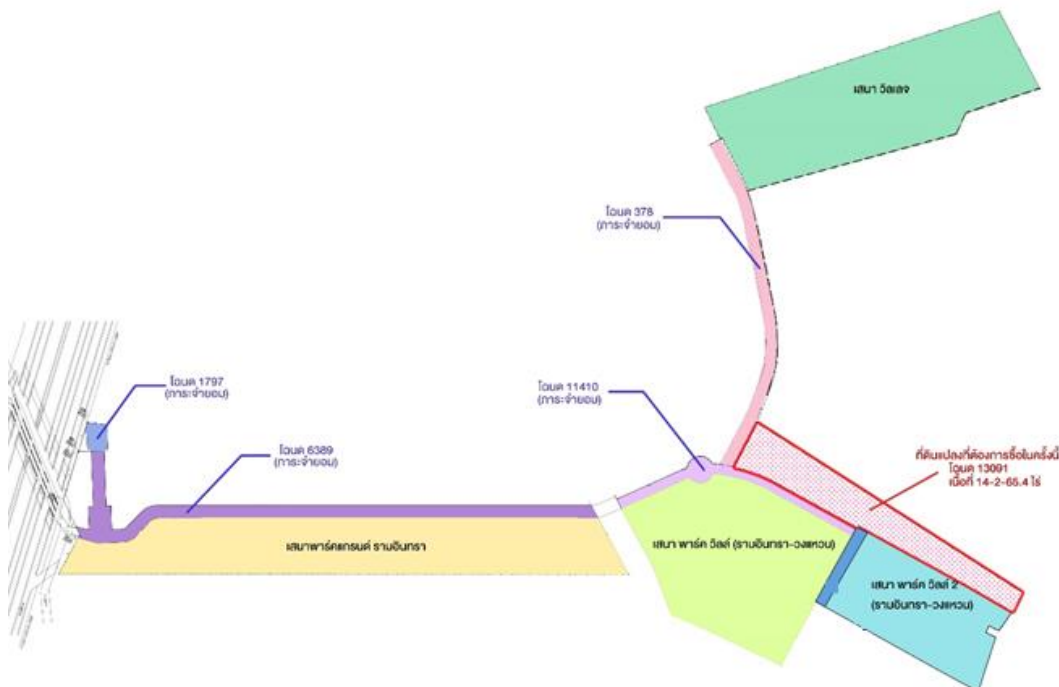 เสนา วิลเลจ
โฉนด 378
(ภาระจำยอม)
โฉนด 1797
(ภาระจำยอม)
โฉนด 11410
(ภาระจำยอม)
โฉนด 6389
(ภาระจำยอม)
ที่ดินแปลงที่ต้องการซื้อในครั้งนี้
โฉนด 13091
เนื้อที่ 14-2-65.4 ไร่
เสนาพาร์คแกรนด์ รามอินทรา
เสนา พาร์ค วิลล์ (รามอินทรา-วงแหวน)
เสนา พาร์ค วิลล์ 2
(รามอินทรา-วงแหวน)